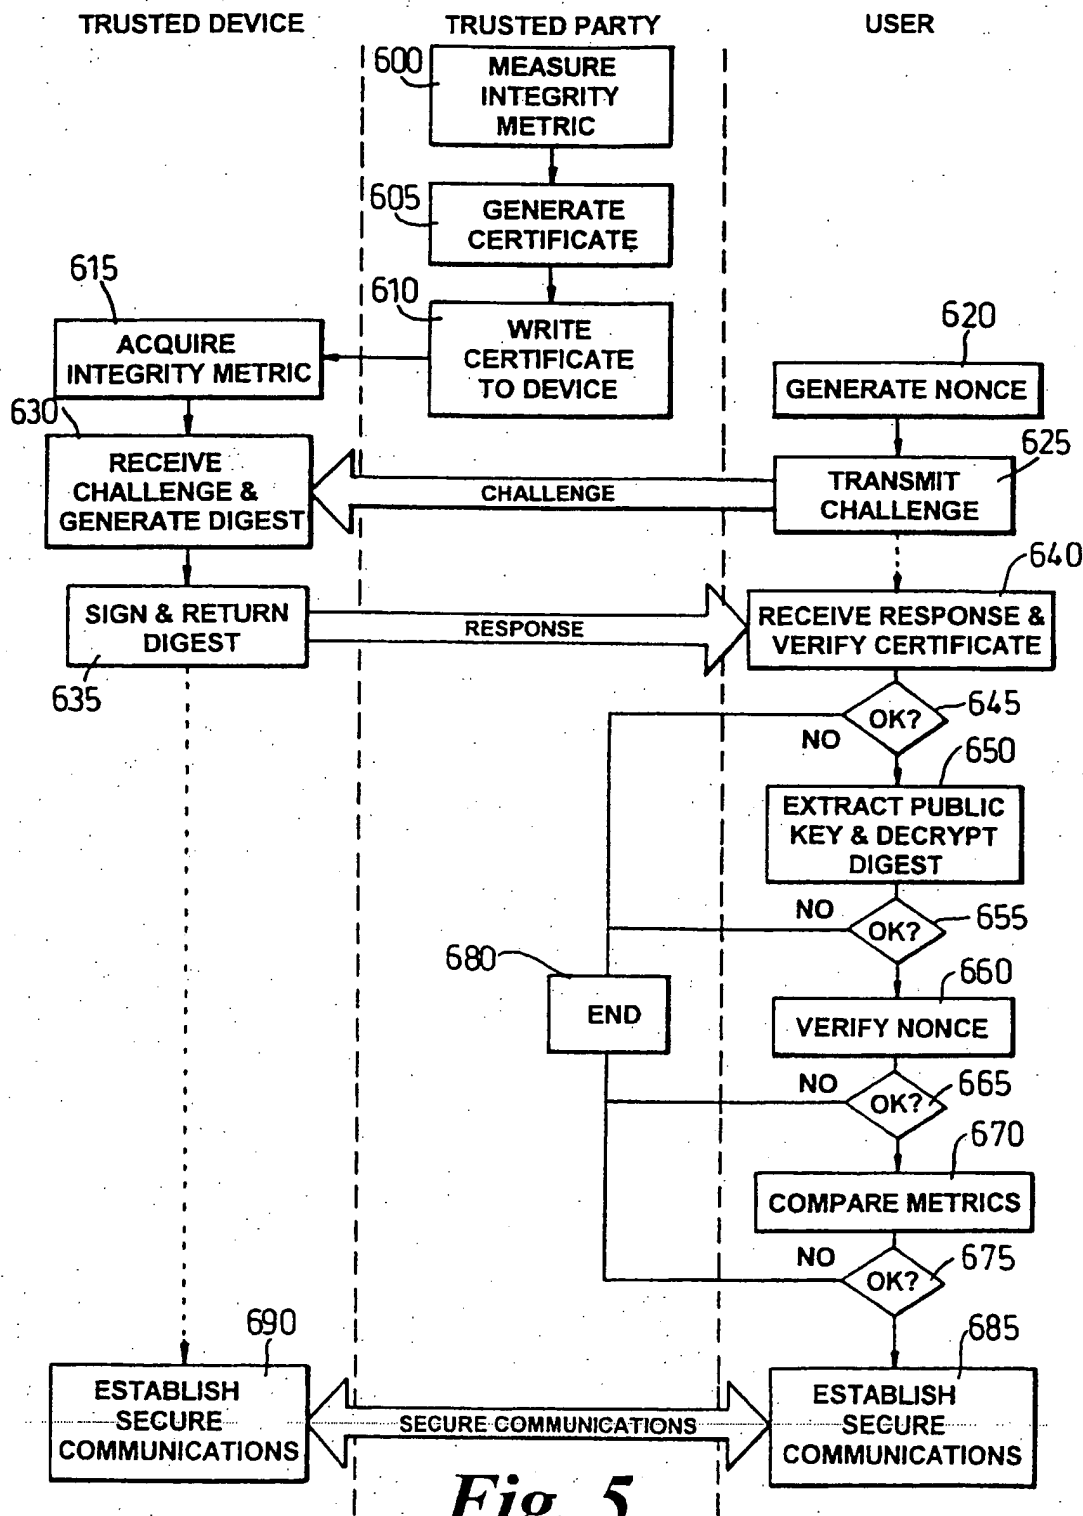 TRUSTED DEVICE
TRUSTED PARTY
USER
600
MEASURE
INTEGRITY
METRIC
605
GENERATE
CERTIFICATE
610
WRITE
CERTIFICATE
TO DEVICE
615
ACQUIRE
INTEGRITY METRIC
620
GENERATE NONCE
630
RECEIVE
CHALLENGE &
GENERATE DIGEST
CHALLENGE
625
TRANSMIT
CHALLENGE
SIGN & RETURN
DIGEST
635
RESPONSE
640
RECEIVE RESPONSE &
VERIFY CERTIFICATE
OK?
645
NO
650
EXTRACT PUBLIC
KEY & DECRYPT
DIGEST
NO
OK?
655
680
END
660
VERIFY NONCE
NO
OK?
665
670
COMPARE METRICS
NO
OK?
675
690
ESTABLISH
SECURE
COMMUNICATIONS
SECURE COMMUNICATIONS
685
ESTABLISH
SECURE
COMMUNICATIONS
Fig. 5